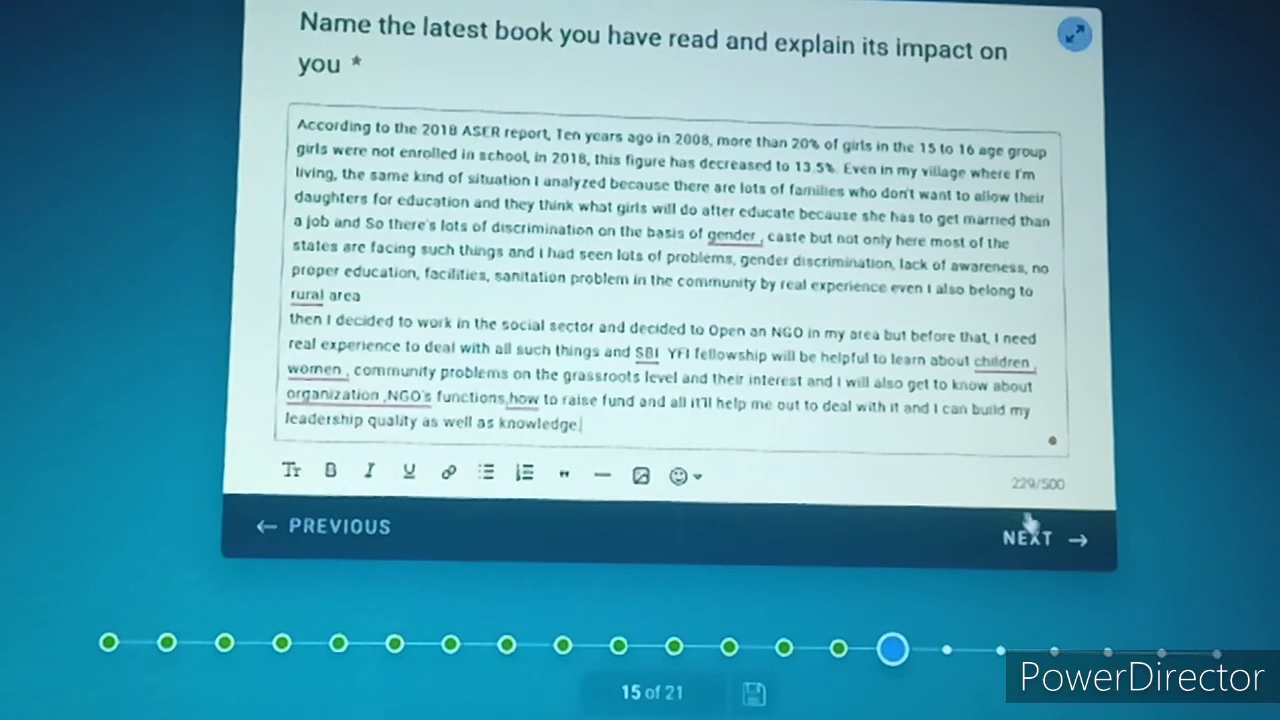 Name the latest book you have read and explain its impact on
you *
According to the 2018 ASER report, Ten years ago in 2008, more than 20% of girls in the 15 to 16 age group
girls were not enrolled in school, in 2018, this figure has decreased to 13.5%. Even in my village where I'm
living, the same kind of situation I analyzed because there are lots of families who don't want to allow their
daughters for education and they think what girls will do after educate because she has to get married than
a job and So there's lots of discrimination on the basis of gender , caste but not only here most of the
states are facing such things and i had seen lots of problems, gender discrimination, lack of awareness, no
proper education, facilities, sanitation problem in the community by real experience even I also belong to
rural area
then I decided to work in the social sector and decided to Open an NGO in my area but before that, I need
real experience to deal with all such things and SBI YFI fellowship will be helpful to learn about children ,
women , community problems on the grassroots level and their interest and I will also get to know about
organization ,NGO's functions,how to raise fund and all it'll help me out to deal with it and I can build my
leadership quality as well as knowledge.
229/500
← PREVIOUS
NEXT →
15 of 21
PowerDirector